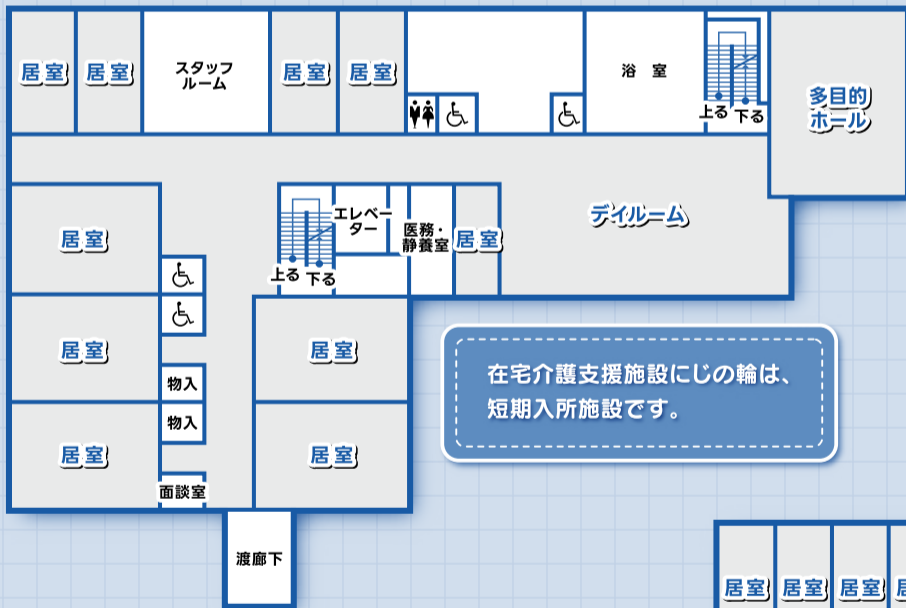 居室
居室
スタッフ
ルーム
居室
居室
浴室
上る 下る
多目的
ホール
居室
上る 下る
エレベー
ター
医務・
静養室
居室
デイルーム
居室
居室
物入
物入
居室
居室
面談室
居室
渡廊下
在宅介護支援施設にじの輪は、
短期入所施設です。
居室
居室
居室